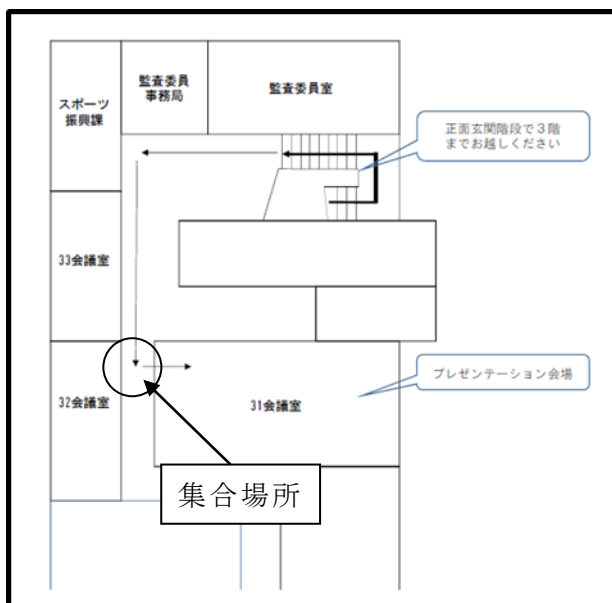 スポーツ
振興課
監査委員
事務局
監査委員室
正面玄関階段で３階
までお越しください
33会議室
32会議室
31会議室
プレゼンテーション会場
集合場所